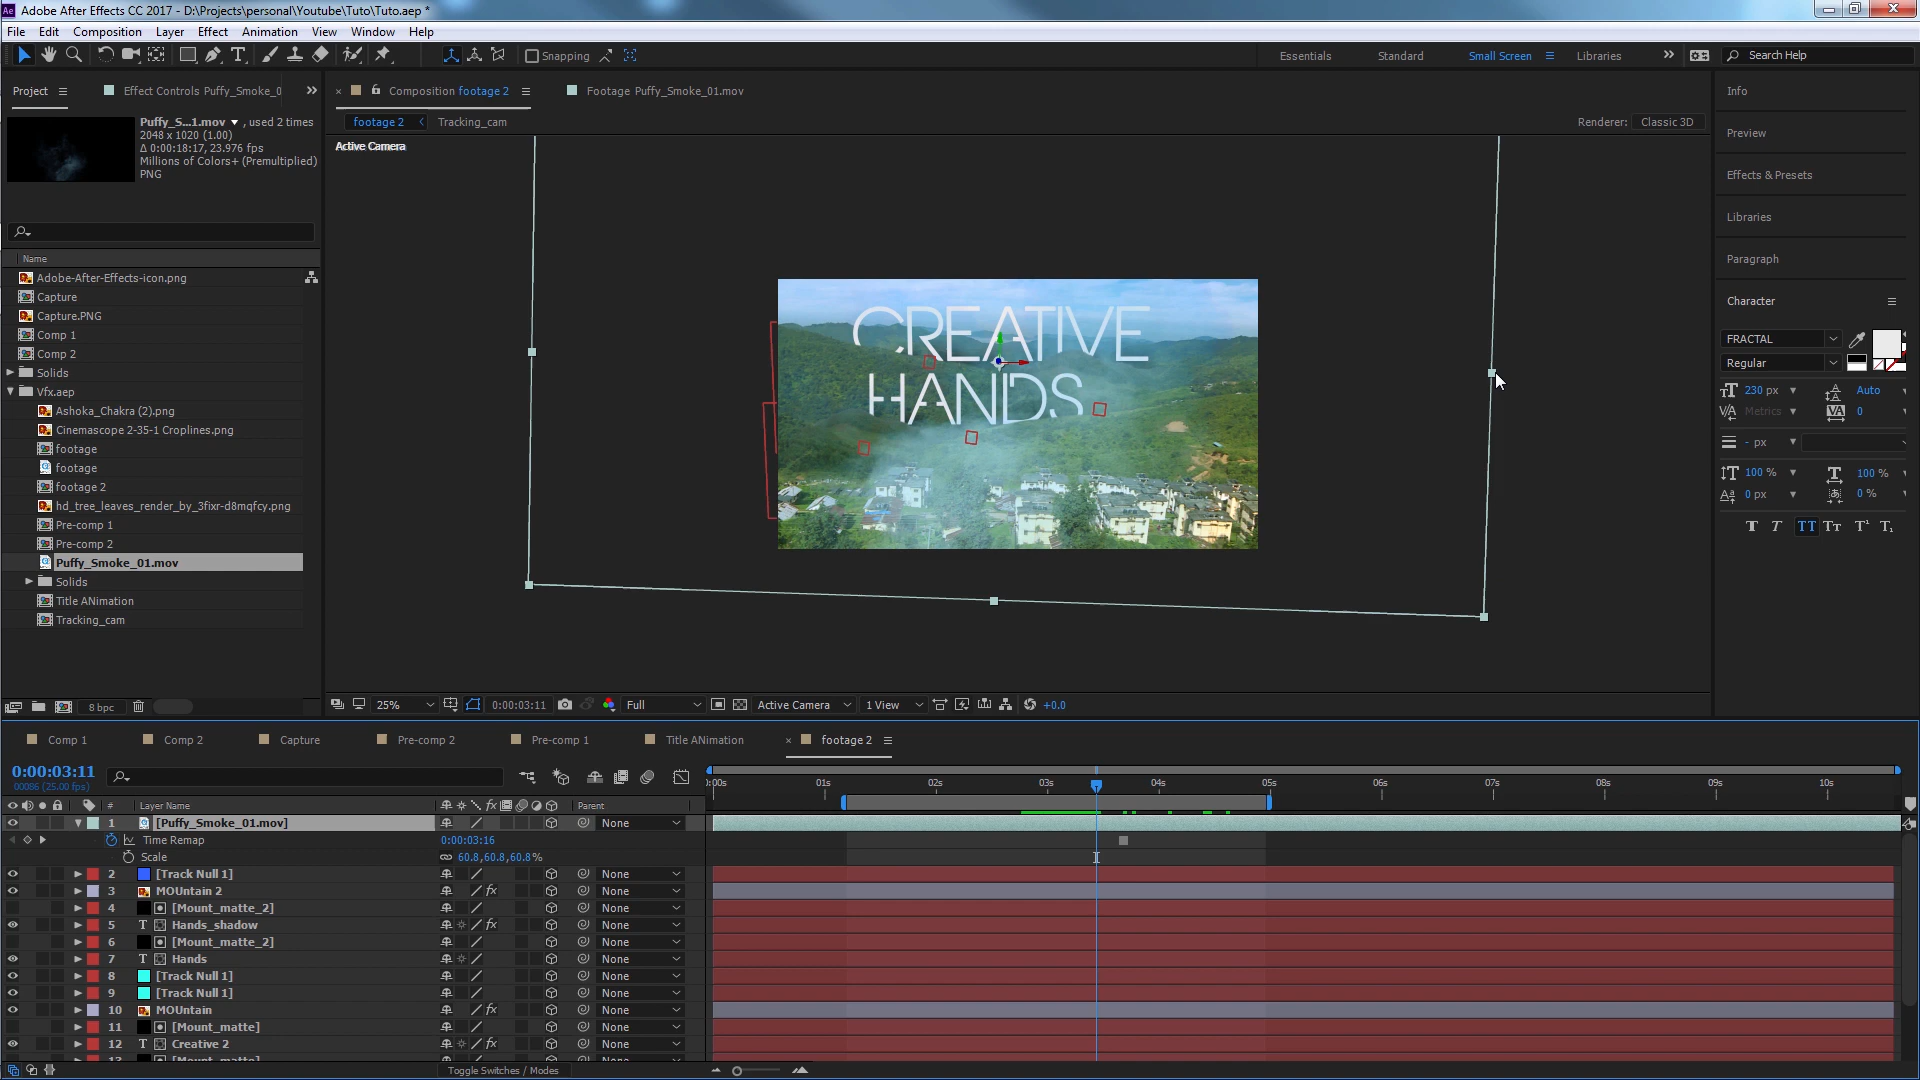 Adobe After Effects CC 2017 - D:\Projects\personal\Youtube\Tuto\Tuto.aep *
File Edit Composition Layer Effect Animation View Window Help
Snapping Essentials Standard Small Screen Libraries Search Help
Project Effect Controls Puffy_Smoke_0 Composition footage 2 Footage Puffy_Smoke_01.mov
Puffy_S...1.mov , used 2 times
2048 x 1020 (1.00)
Δ 0:00:18:17, 23.976 fps
Millions of Colors+ (Premultiplied)
PNG
footage 2 Tracking_cam Renderer: Classic 3D
Active Camera
CREATIVE
HANDS
Name
Adobe-After-Effects-icon.png
Capture
Capture.PNG
Comp 1
Comp 2
Solids
Vfx.aep
Ashoka_Chakra (2).png
Cinemascope 2-35-1 Croplines.png
footage
footage
footage 2
hd_tree_leaves_render_by_3fixr-d8mqfcy.png
Pre-comp 1
Pre-comp 2
Puffy_Smoke_01.mov
Solids
Title ANimation
Tracking_cam
8 bpc
25% 0:00:03:11 Full Active Camera 1 View +0.0
Info
Preview
Effects & Presets
Libraries
Paragraph
Character
FRACTAL
Regular
230 px Auto
Metrics 0
- px
100 % 100 %
0 px 0 %
Comp 1 Comp 2 Capture Pre-comp 2 Pre-comp 1 Title ANimation footage 2
0:00:03:11
00086 (25.00 fps)
):00s 01s 02s 03s 04s 05s 06s 07s 08s 09s 10s
# Layer Name Parent
1 [Puffy_Smoke_01.mov] None
Time Remap 0:00:03:16
Scale 60.8,60.8,60.8%
2 [Track Null 1] None
3 MOUntain 2 None
4 [Mount_matte_2] None
5 Hands_shadow None
6 [Mount_matte_2] None
7 Hands None
8 [Track Null 1] None
9 [Track Null 1] None
10 MOUntain None
11 [Mount_matte] None
12 Creative 2 None
13 [Mount_matte] None
Toggle Switches / Modes